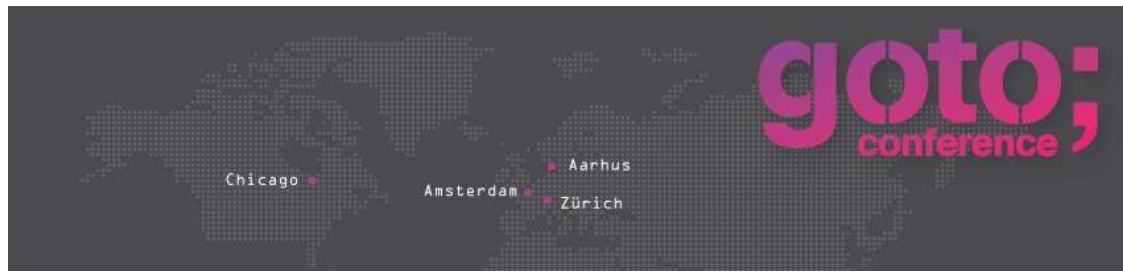 goto;
conference
Aarhus
Chicago
Amsterdam
Zürich